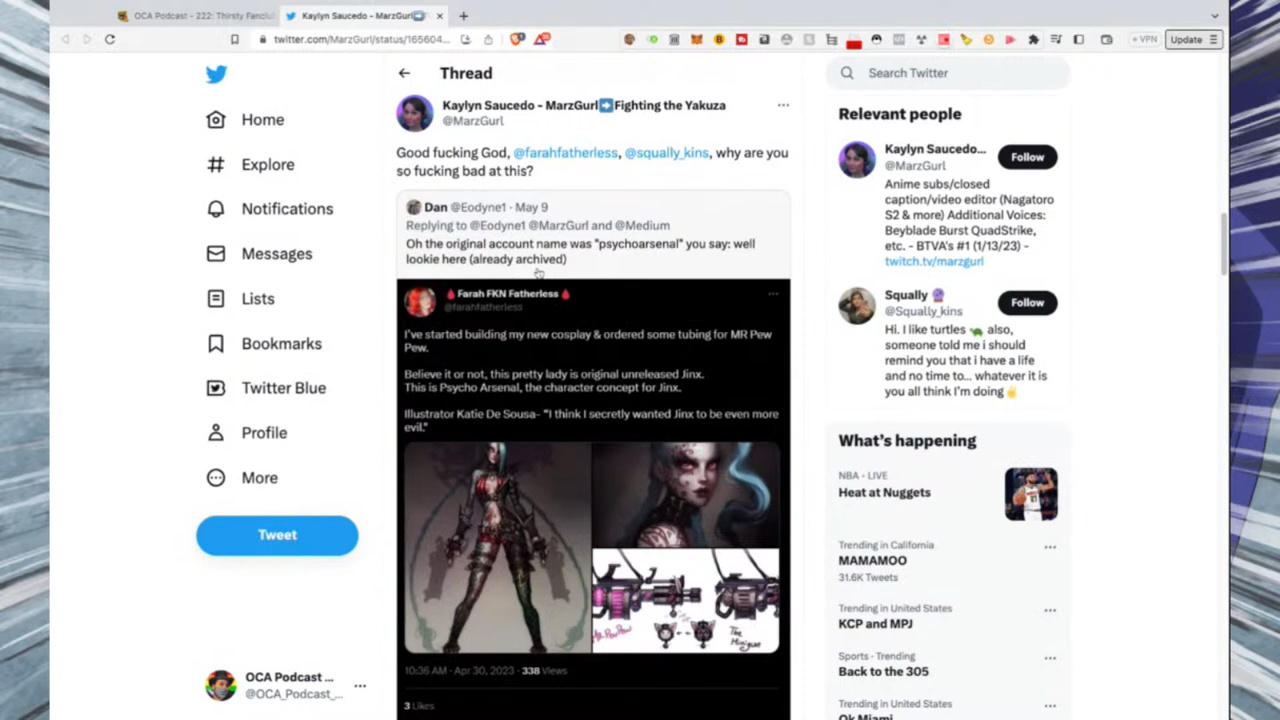 OCA Podcast - 222: Thirsty Fanclu
Kaylyn Saucedo - MarzGurl➡️
twitter.com/MarzGurl/status/165604...
+ VPN
Update
Thread
Search Twitter
Home
Explore
Notifications
Messages
Lists
Bookmarks
Twitter Blue
Profile
More
Tweet
OCA Podcast ...
@OCA_Podcast_...
Kaylyn Saucedo - MarzGurl➡️Fighting the Yakuza
@MarzGurl
Good fucking God, @farahfatherless, @squally_kins, why are you
so fucking bad at this?
Dan @Eodyne1 · May 9
Replying to @Eodyne1 @MarzGurl and @Medium
Oh the original account name was "psychoarsenal" you say: well
lookie here (already archived)
🩸 Farah FKN Fatherless 🩸
@farahfatherless
I've started building my new cosplay & ordered some tubing for MR Pew
Pew.
Believe it or not, this pretty lady is original unreleased Jinx.
This is Psycho Arsenal, the character concept for Jinx.
Illustrator Katie De Sousa- "I think I secretly wanted Jinx to be even more
evil."
10:36 AM · Apr 30, 2023 · 338 Views
3 Likes
Relevant people
Kaylyn Saucedo...
@MarzGurl
Follow
Anime subs/closed
caption/video editor (Nagatoro
S2 & more) Additional Voices:
Beyblade Burst QuadStrike,
etc. - BTVA's #1 (1/13/23) -
twitch.tv/marzgurl
Squally 🔮
@Squally_kins
Follow
Hi. I like turtles 🐢 also,
someone told me i should
remind you that i have a life
and no time to... whatever it is
you all think I'm doing ✌️
What's happening
NBA · LIVE
Heat at Nuggets
Trending in California
MAMAMOO
31.6K Tweets
Trending in United States
KCP and MPJ
Sports · Trending
Back to the 305
Trending in United States
Ok Miami